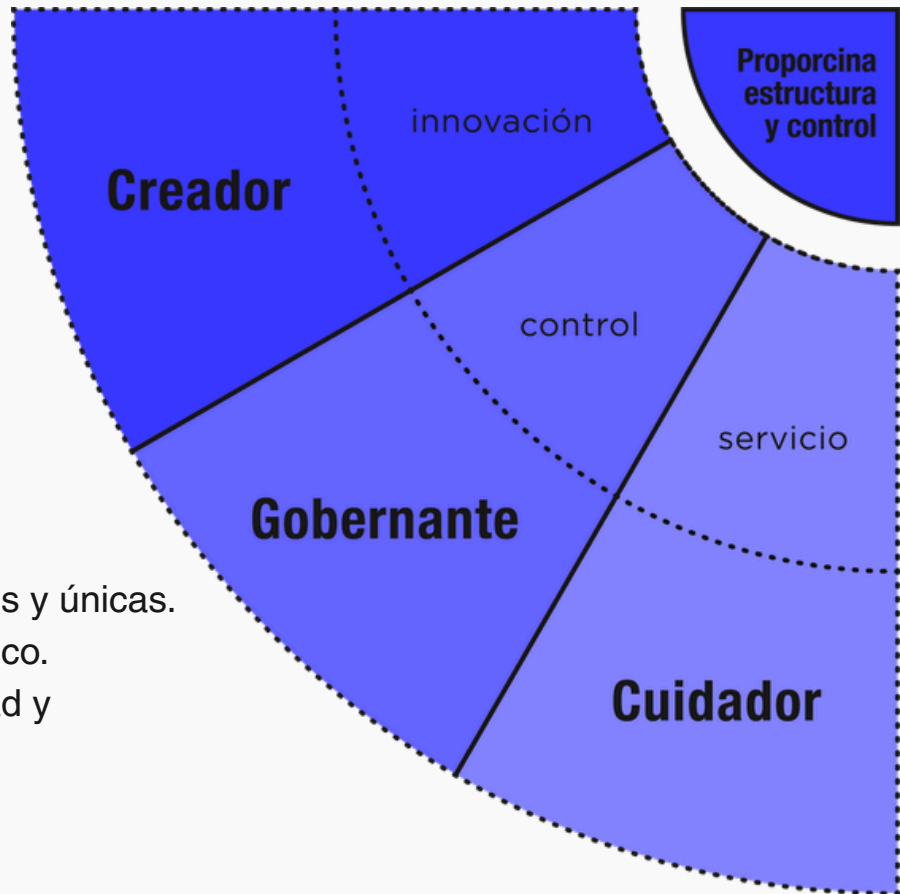 Proporcina
estructura
y control
innovación
Creador
control
servicio
Gobernante
s y únicas.
co.
d y
Cuidador